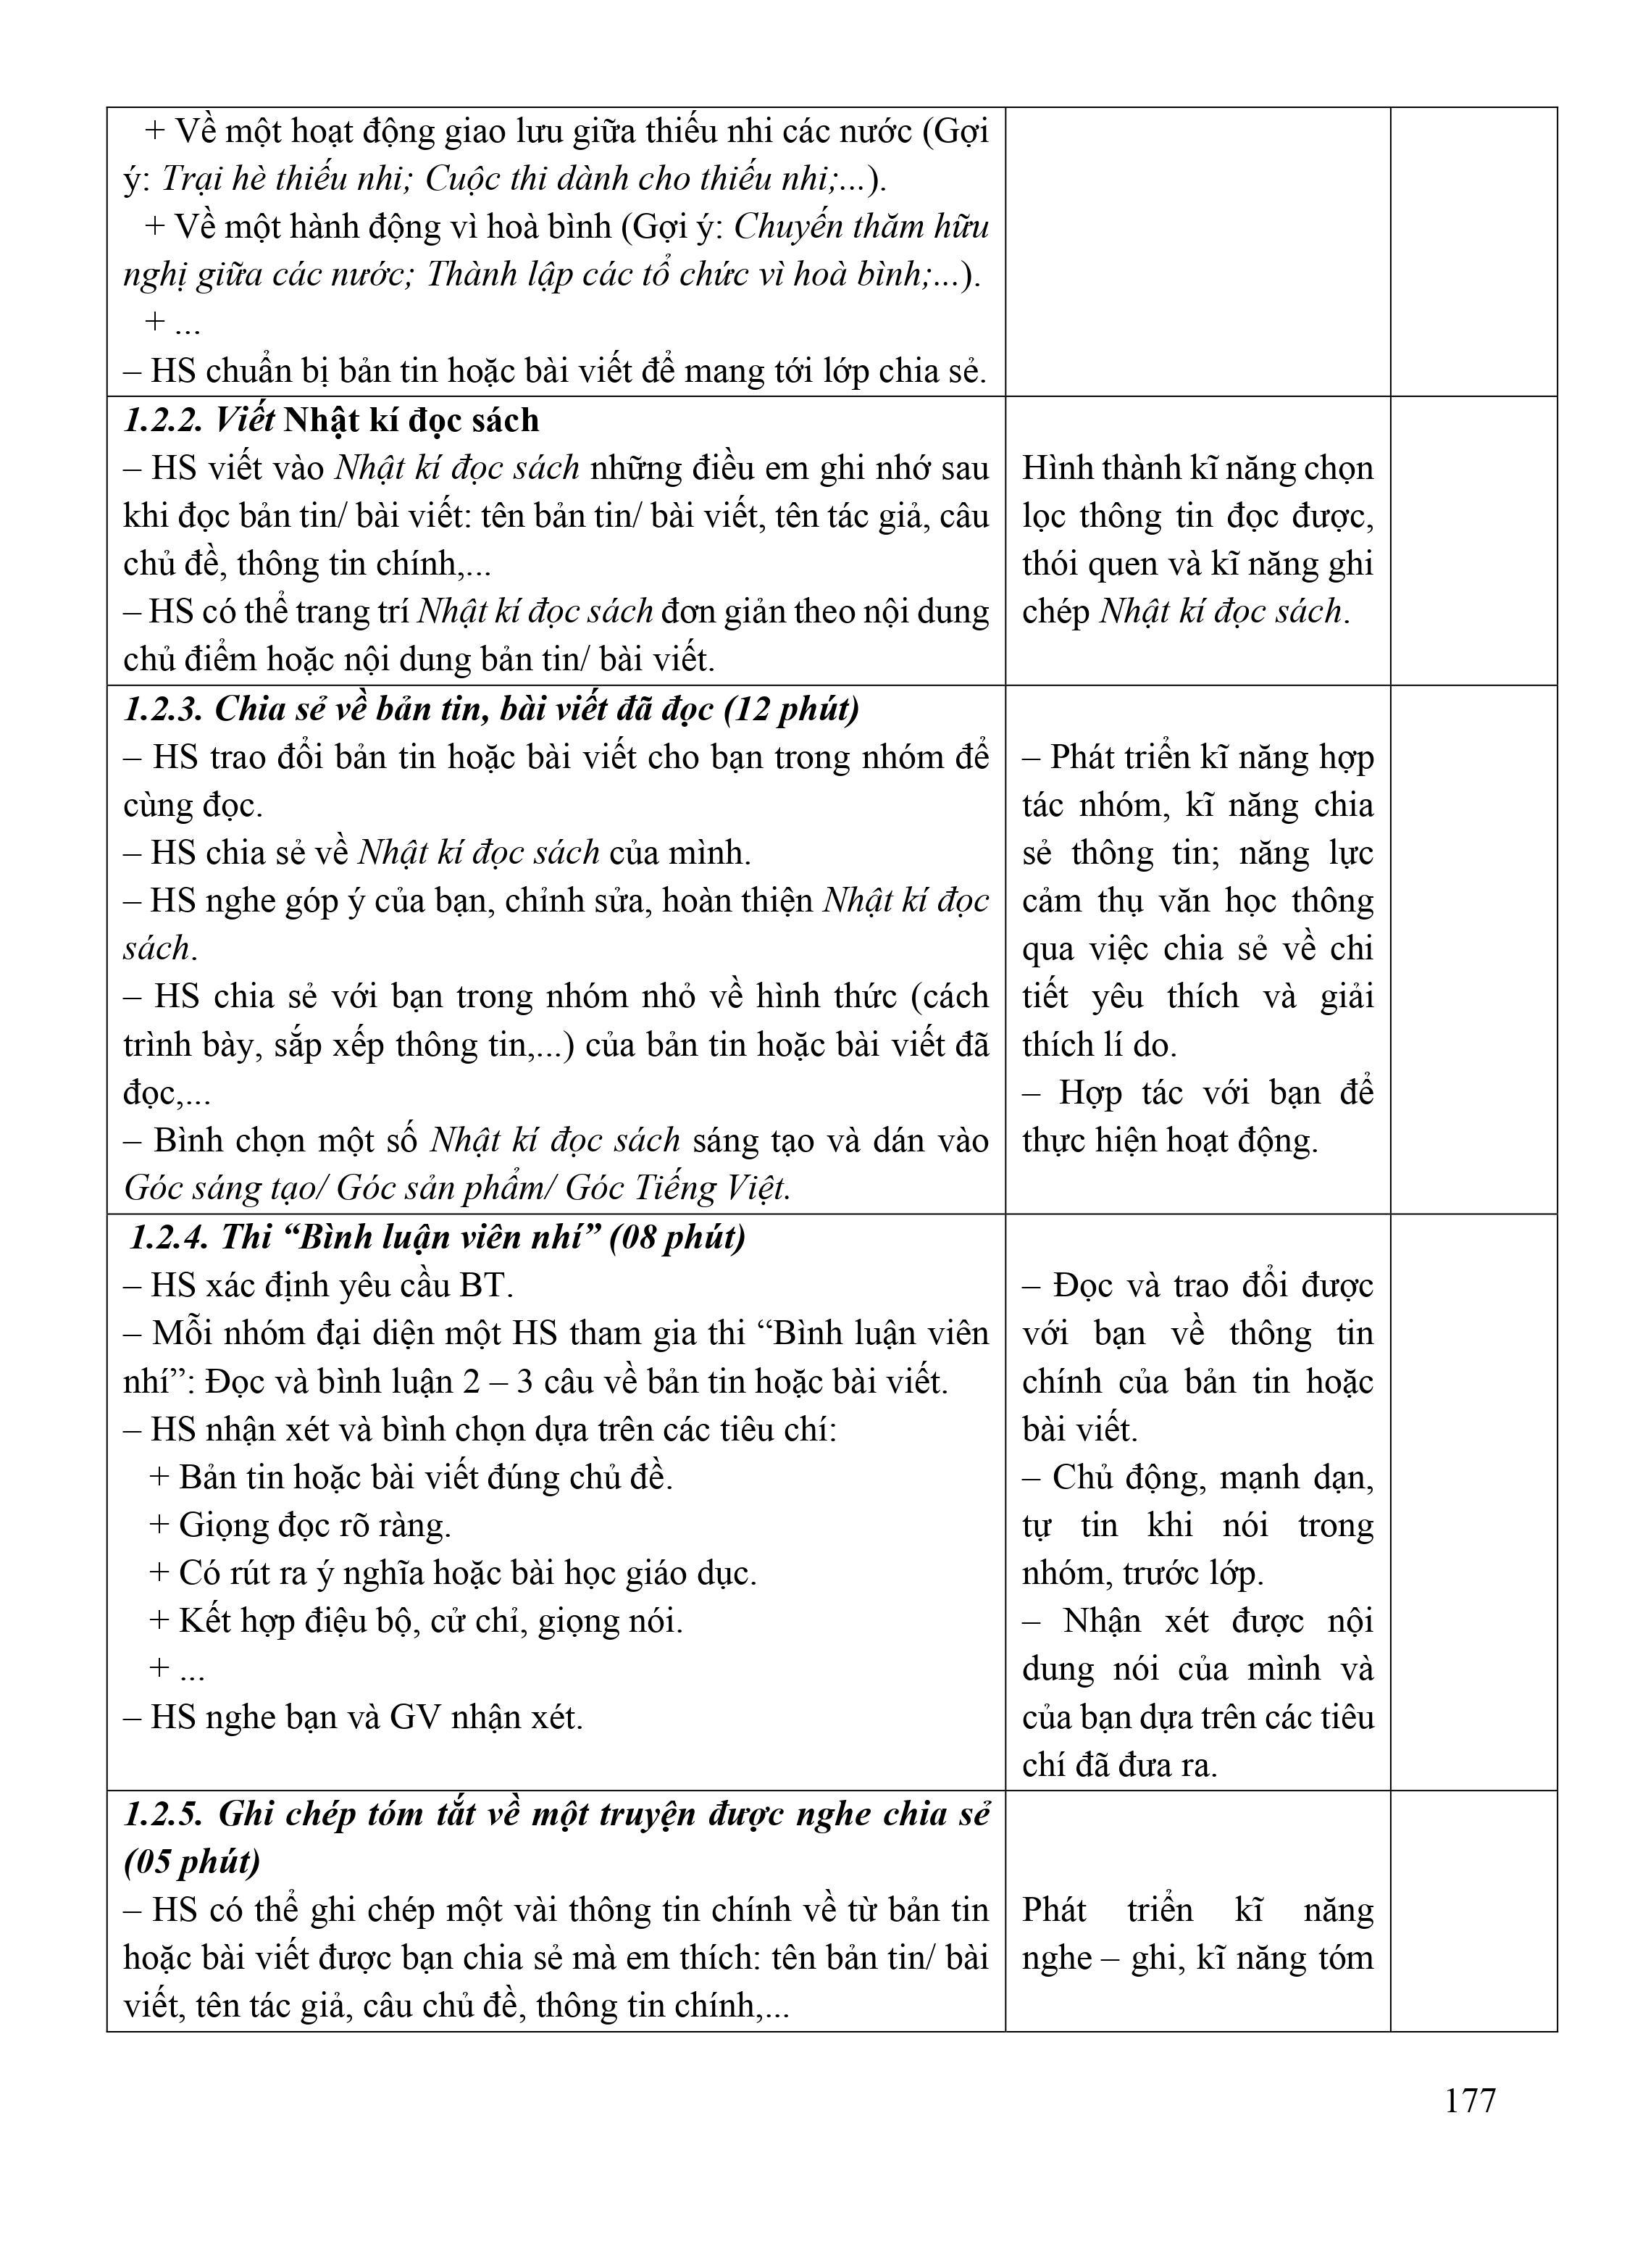 + Về một hoạt động giao lưu giữa thiếu nhi các nước (Gợi
ý: Trại hè thiếu nhi; Cuộc thi dành cho thiếu nhi;...).
+ Về một hành động vì hoà bình (Gợi ý: Chuyến thăm hữu
nghị giữa các nước; Thành lập các tổ chức vì hoà bình;...).
+ ...
– HS chuẩn bị bản tin hoặc bài viết để mang tới lớp chia sẻ.
1.2.2. Viết Nhật kí đọc sách
– HS viết vào Nhật kí đọc sách những điều em ghi nhớ sau
khi đọc bản tin/ bài viết: tên bản tin/ bài viết, tên tác giả, câu
chủ đề, thông tin chính,...
– HS có thể trang trí Nhật kí đọc sách đơn giản theo nội dung
chủ điểm hoặc nội dung bản tin/ bài viết.
Hình thành kĩ năng chọn
lọc thông tin đọc được,
thói quen và kĩ năng ghi
chép Nhật kí đọc sách.
1.2.3. Chia sẻ về bản tin, bài viết đã đọc (12 phút)
– HS trao đổi bản tin hoặc bài viết cho bạn trong nhóm để
cùng đọc.
– HS chia sẻ về Nhật kí đọc sách của mình.
– HS nghe góp ý của bạn, chỉnh sửa, hoàn thiện Nhật kí đọc
sách.
– HS chia sẻ với bạn trong nhóm nhỏ về hình thức (cách
trình bày, sắp xếp thông tin,...) của bản tin hoặc bài viết đã
đọc,...
– Bình chọn một số Nhật kí đọc sách sáng tạo và dán vào
Góc sáng tạo/ Góc sản phẩm/ Góc Tiếng Việt.
– Phát triển kĩ năng hợp
tác nhóm, kĩ năng chia
sẻ thông tin; năng lực
cảm thụ văn học thông
qua việc chia sẻ về chi
tiết yêu thích và giải
thích lí do.
– Hợp tác với bạn để
thực hiện hoạt động.
1.2.4. Thi “Bình luận viên nhí” (08 phút)
– HS xác định yêu cầu BT.
– Mỗi nhóm đại diện một HS tham gia thi “Bình luận viên
nhí”: Đọc và bình luận 2 – 3 câu về bản tin hoặc bài viết.
– HS nhận xét và bình chọn dựa trên các tiêu chí:
+ Bản tin hoặc bài viết đúng chủ đề.
+ Giọng đọc rõ ràng.
+ Có rút ra ý nghĩa hoặc bài học giáo dục.
+ Kết hợp điệu bộ, cử chỉ, giọng nói.
+ ...
– HS nghe bạn và GV nhận xét.
– Đọc và trao đổi được
với bạn về thông tin
chính của bản tin hoặc
bài viết.
– Chủ động, mạnh dạn,
tự tin khi nói trong
nhóm, trước lớp.
– Nhận xét được nội
dung nói của mình và
của bạn dựa trên các tiêu
chí đã đưa ra.
1.2.5. Ghi chép tóm tắt về một truyện được nghe chia sẻ
(05 phút)
– HS có thể ghi chép một vài thông tin chính về từ bản tin
hoặc bài viết được bạn chia sẻ mà em thích: tên bản tin/ bài
viết, tên tác giả, câu chủ đề, thông tin chính,...
Phát triển kĩ năng
nghe – ghi, kĩ năng tóm
177